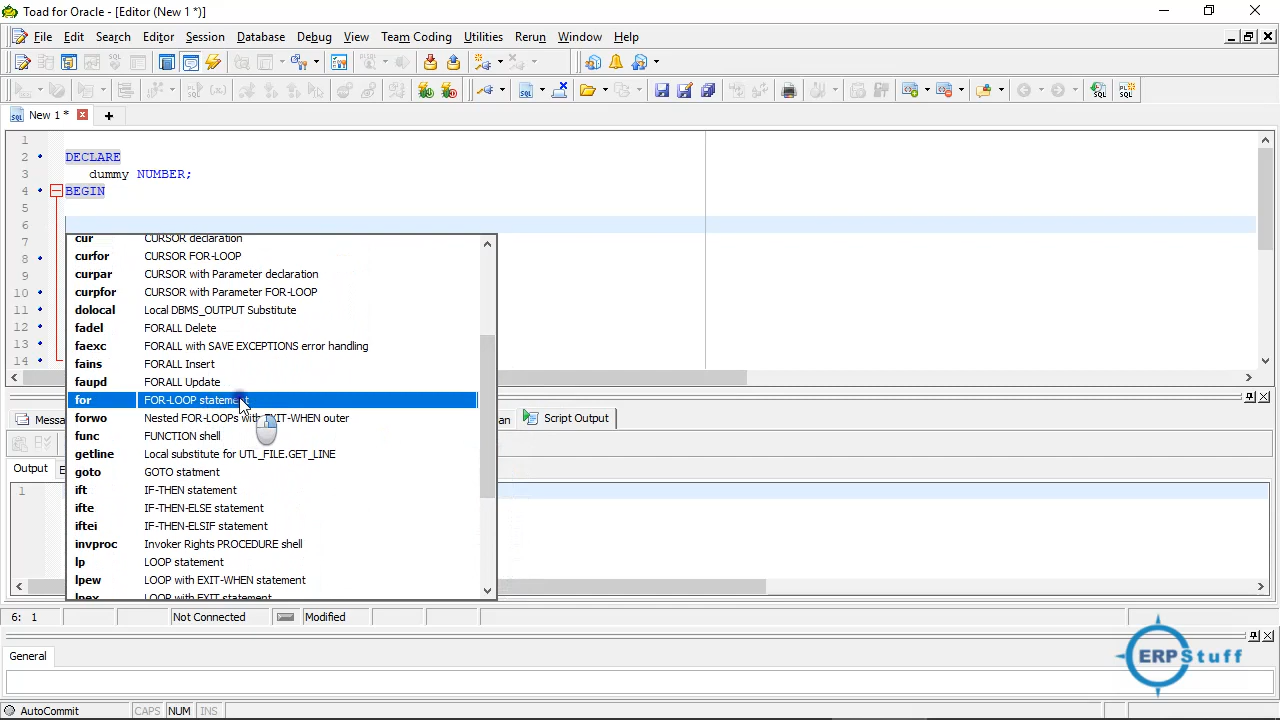 Toad for Oracle - [Editor (New 1 *)]
File Edit Search Editor Session Database Debug View Team Coding Utilities Rerun Window Help
New 1 *
1
2 DECLARE
3 dummy NUMBER;
4 BEGIN
5
6
7
8
9
10
11
12
13
14
cur CURSOR declaration
curfor CURSOR FOR-LOOP
curpar CURSOR with Parameter declaration
curpfor CURSOR with Parameter FOR-LOOP
dolocal Local DBMS_OUTPUT Substitute
fadel FORALL Delete
faexc FORALL with SAVE EXCEPTIONS error handling
fains FORALL Insert
faupd FORALL Update
for FOR-LOOP statement
forwo Nested FOR-LOOPs with EXIT-WHEN outer
func FUNCTION shell
getline Local substitute for UTL_FILE.GET_LINE
goto GOTO statment
ift IF-THEN statement
ifte IF-THEN-ELSE statement
iftei IF-THEN-ELSIF statement
invproc Invoker Rights PROCEDURE shell
lp LOOP statement
lpew LOOP with EXIT-WHEN statement
lpex LOOP with EXIT statement
Script Output
Output
1
6: 1 Not Connected Modified
General
ERPStuff
AutoCommit CAPS NUM INS